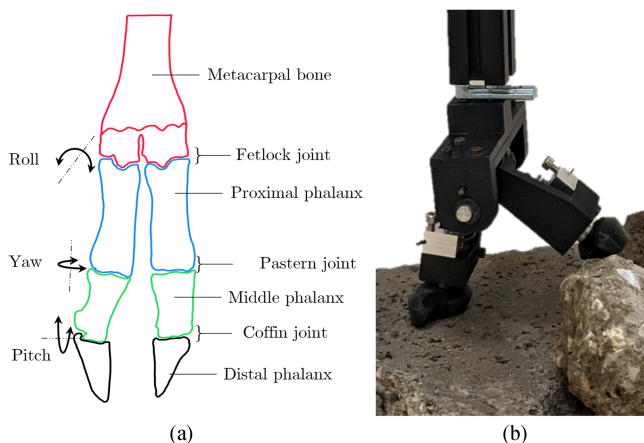 Metacarpal bone
Roll
Fetlock joint
Proximal phalanx
Yaw
Pastern joint
Middle phalanx
Coffin joint
Pitch
Distal phalanx
(a)
(b)